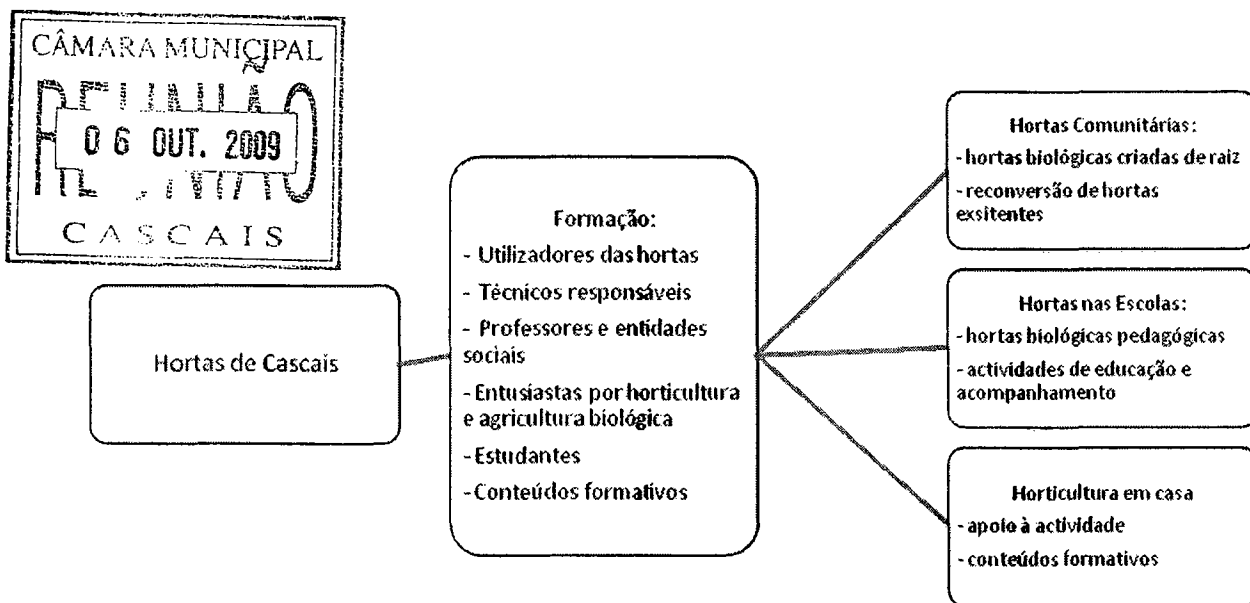 CÂMARA MUNICIPAL
REUNIÃO
06 OUT. 2009
CASCAIS
Hortas de Cascais
Formação:
- Utilizadores das hortas
- Técnicos responsáveis
- Professores e entidades
sociais
- Entusiastas por horticultura
e agricultura biológica
- Estudantes
- Conteúdos formativos
Hortas Comunitárias:
- hortas biológicas criadas de raiz
- reconversão de hortas
exsitentes
Hortas nas Escolas:
- hortas biológicas pedagógicas
- actividades de educação e
acompanhamento
Horticultura em casa
- apoio à actividade
- conteúdos formativos